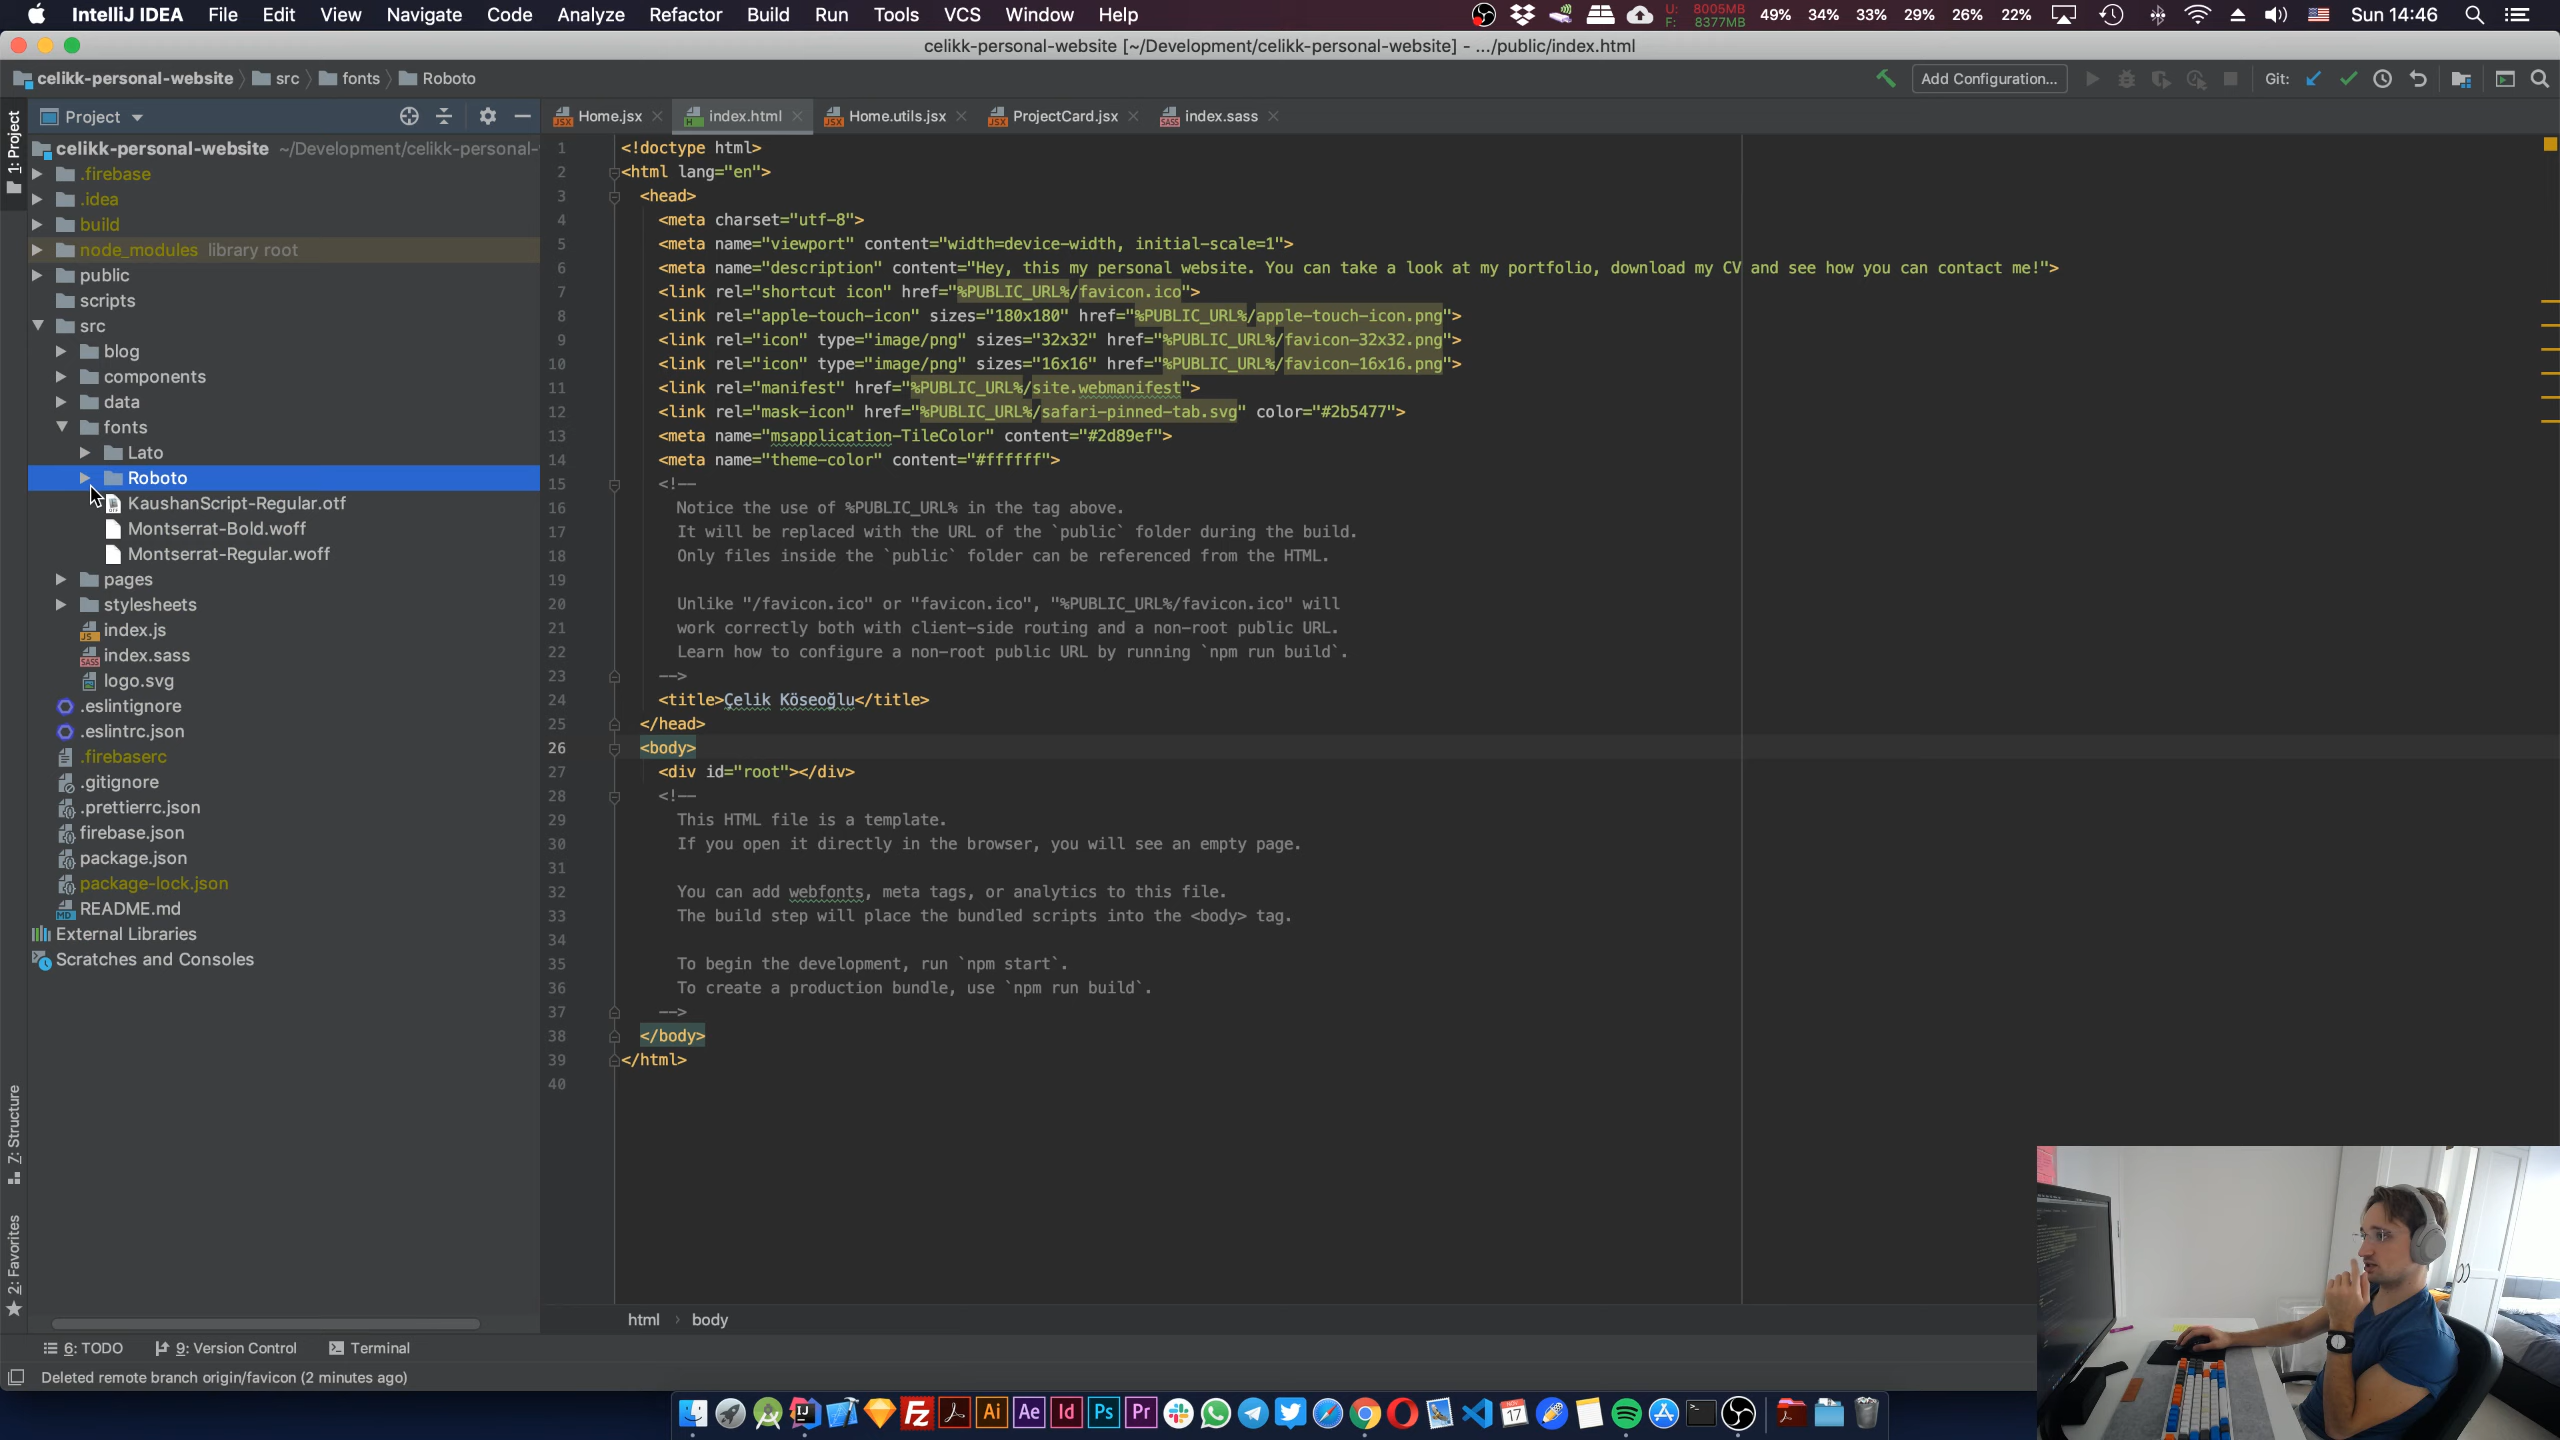 IntelliJ IDEA File Edit View Navigate Code Analyze Refactor Build Run Tools VCS Window Help U: 8005MB F: 8377MB 49% 34% 33% 29% 26% 22% Sun 14:46
celikk-personal-website [~/Development/celikk-personal-website] - .../public/index.html
celikk-personal-website src fonts Roboto Add Configuration... Git:
Project Home.jsx index.html Home.utils.jsx ProjectCard.jsx index.sass
1: Project
celikk-personal-website ~/Development/celikk-personal-
.firebase
.idea
build
node_modules library root
public
scripts
src
blog
components
data
fonts
Lato
Roboto
KaushanScript-Regular.otf
Montserrat-Bold.woff
Montserrat-Regular.woff
pages
stylesheets
index.js
index.sass
logo.svg
.eslintignore
.eslintrc.json
.firebaserc
.gitignore
.prettierrc.json
firebase.json
package.json
package-lock.json
README.md
External Libraries
Scratches and Consoles
7: Structure
2: Favorites
1 <!doctype html>
2 <html lang="en">
3 <head>
4 <meta charset="utf-8">
5 <meta name="viewport" content="width=device-width, initial-scale=1">
6 <meta name="description" content="Hey, this my personal website. You can take a look at my portfolio, download my CV and see how you can contact me!">
7 <link rel="shortcut icon" href="%PUBLIC_URL%/favicon.ico">
8 <link rel="apple-touch-icon" sizes="180x180" href="%PUBLIC_URL%/apple-touch-icon.png">
9 <link rel="icon" type="image/png" sizes="32x32" href="%PUBLIC_URL%/favicon-32x32.png">
10 <link rel="icon" type="image/png" sizes="16x16" href="%PUBLIC_URL%/favicon-16x16.png">
11 <link rel="manifest" href="%PUBLIC_URL%/site.webmanifest">
12 <link rel="mask-icon" href="%PUBLIC_URL%/safari-pinned-tab.svg" color="#2b5477">
13 <meta name="msapplication-TileColor" content="#2d89ef">
14 <meta name="theme-color" content="#ffffff">
15 <!--
16 Notice the use of %PUBLIC_URL% in the tag above.
17 It will be replaced with the URL of the `public` folder during the build.
18 Only files inside the `public` folder can be referenced from the HTML.
19
20 Unlike "/favicon.ico" or "favicon.ico", "%PUBLIC_URL%/favicon.ico" will
21 work correctly both with client-side routing and a non-root public URL.
22 Learn how to configure a non-root public URL by running `npm run build`.
23 -->
24 <title>Çelik Köseoğlu</title>
25 </head>
26 <body>
27 <div id="root"></div>
28 <!--
29 This HTML file is a template.
30 If you open it directly in the browser, you will see an empty page.
31
32 You can add webfonts, meta tags, or analytics to this file.
33 The build step will place the bundled scripts into the <body> tag.
34
35 To begin the development, run `npm start`.
36 To create a production bundle, use `npm run build`.
37 -->
38 </body>
39 </html>
40
html body
6: TODO 9: Version Control Terminal
Deleted remote branch origin/favicon (2 minutes ago)
IJ Fz Ai Ae Id Ps Pr NOV 17